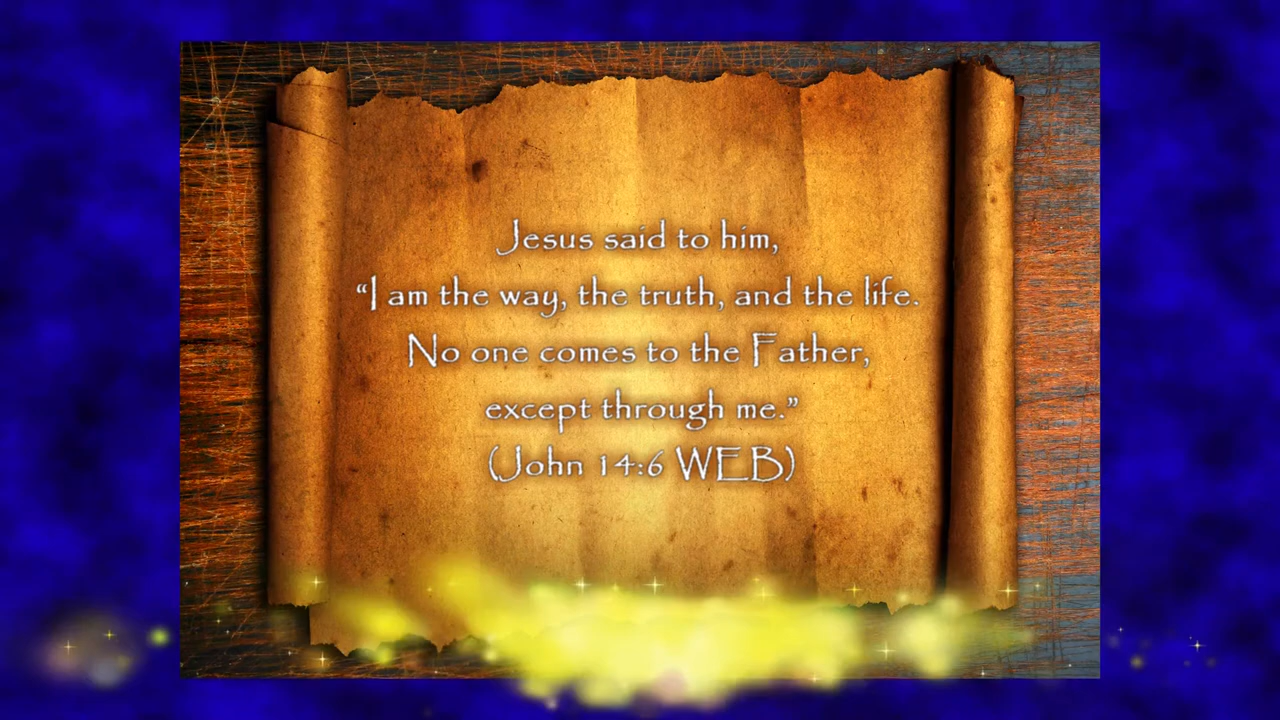 Jesus said to him,
“I am the way, the truth, and the life.
No one comes to the Father,
except through me.”
(John 14:6 WEB)